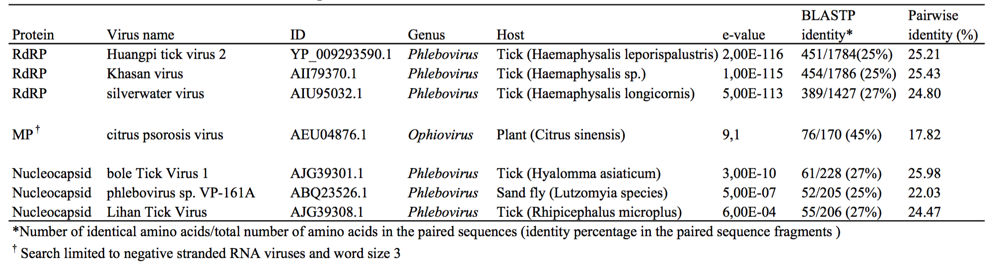 Protein Virus name ID Genus Host e-value BLASTP identity* Pairwise identity (%)
RdRP Huangpi tick virus 2 YP_009293590.1 Phlebovirus Tick (Haemaphysalis leporispalustris) 2,00E-116 451/1784(25%) 25.21
RdRP Khasan virus AII79370.1 Phlebovirus Tick (Haemaphysalis sp.) 1,00E-115 454/1786 (25%) 25.43
RdRP silverwater virus AIU95032.1 Phlebovirus Tick (Haemaphysalis longicornis) 5,00E-113 389/1427 (27%) 24.80
MP† citrus psorosis virus AEU04876.1 Ophiovirus Plant (Citrus sinensis) 9,1 76/170 (45%) 17.82
Nucleocapsid bole Tick Virus 1 AJG39301.1 Phlebovirus Tick (Hyalomma asiaticum) 3,00E-10 61/228 (27%) 25.98
Nucleocapsid phlebovirus sp. VP-161A ABQ23526.1 Phlebovirus Sand fly (Lutzomyia species) 5,00E-07 52/205 (25%) 22.03
Nucleocapsid Lihan Tick Virus AJG39308.1 Phlebovirus Tick (Rhipicephalus microplus) 6,00E-04 55/206 (27%) 24.47
*Number of identical amino acids/total number of amino acids in the paired sequences (identity percentage in the paired sequence fragments )
† Search limited to negative stranded RNA viruses and word size 3